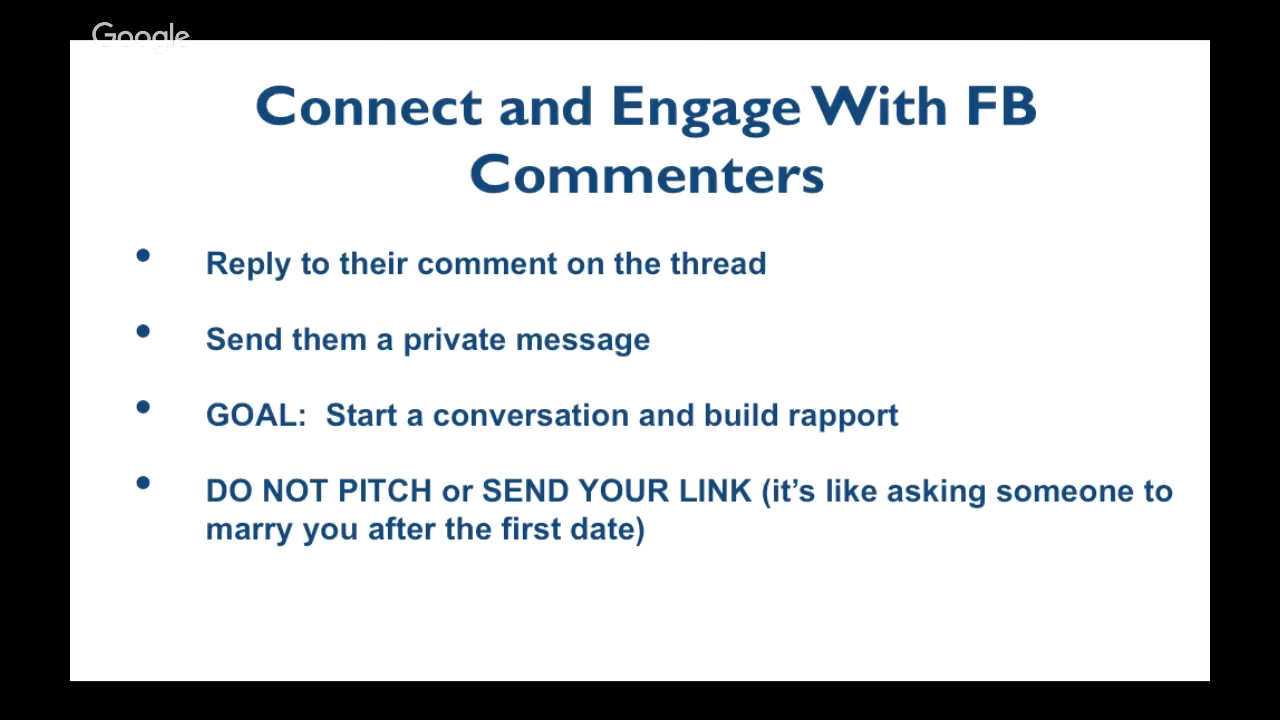 Google
Connect and Engage With FB
Commenters
• Reply to their comment on the thread
• Send them a private message
• GOAL:  Start a conversation and build rapport
• DO NOT PITCH or SEND YOUR LINK (it’s like asking someone to
marry you after the first date)